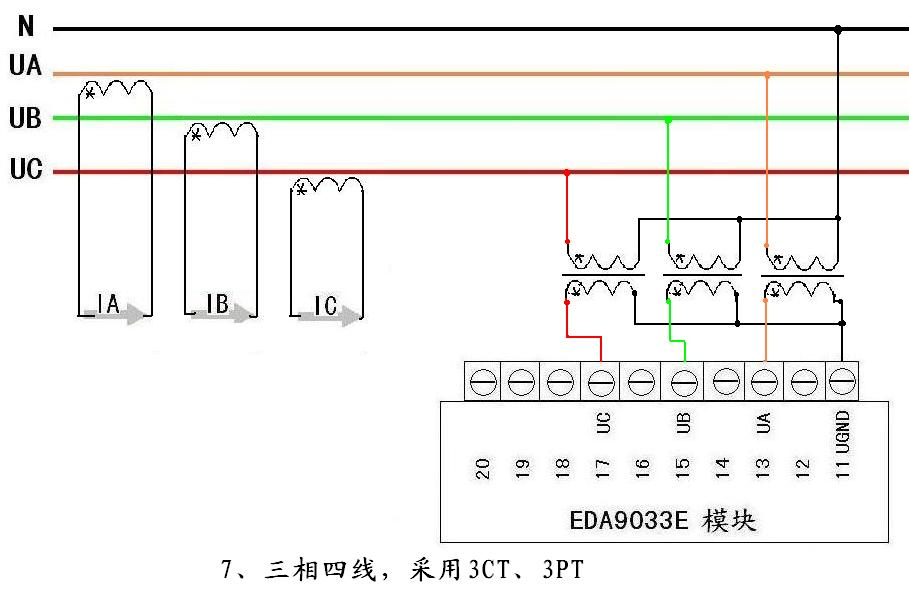 N
UA
UB
UC
IA
IB
IC
UC
UB
UA
UGND
20
19
18
17
16
15
14
13
12
11
EDA9033E 模块
7、三相四线，采用3CT、3PT